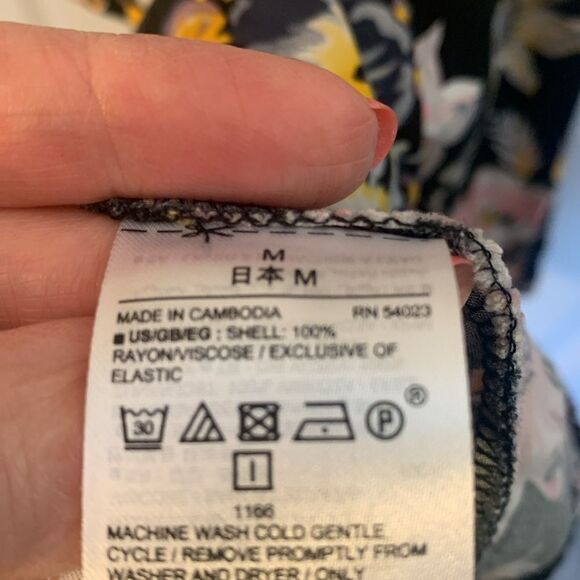 M
日本 M
MADE IN CAMBODIA RN 54023
US/GB/EG : SHELL: 100%
RAYON/VISCOSE / EXCLUSIVE OF
ELASTIC
30 P ®
I
1166
MACHINE WASH COLD GENTLE
CYCLE / REMOVE PROMPTLY FROM
WASHER AND DRYER / ONLY